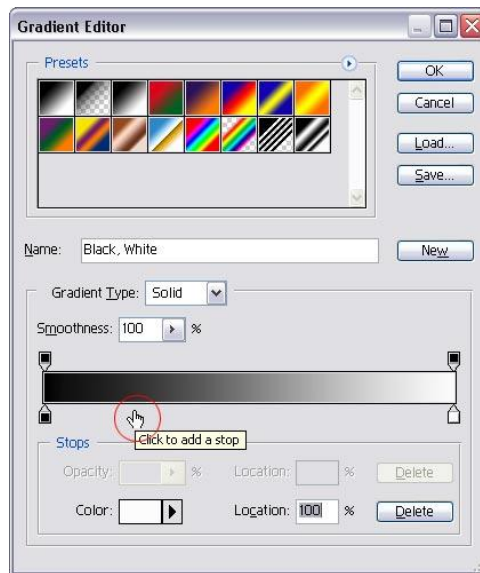 Gradient Editor
Presets
OK
Cancel
Load...
Save...
Name: Black, White
New
Gradient Type: Solid
Smoothness: 100 %
Click to add a stop
Stops
Opacity: % Location: % Delete
Color: Location: 100 % Delete